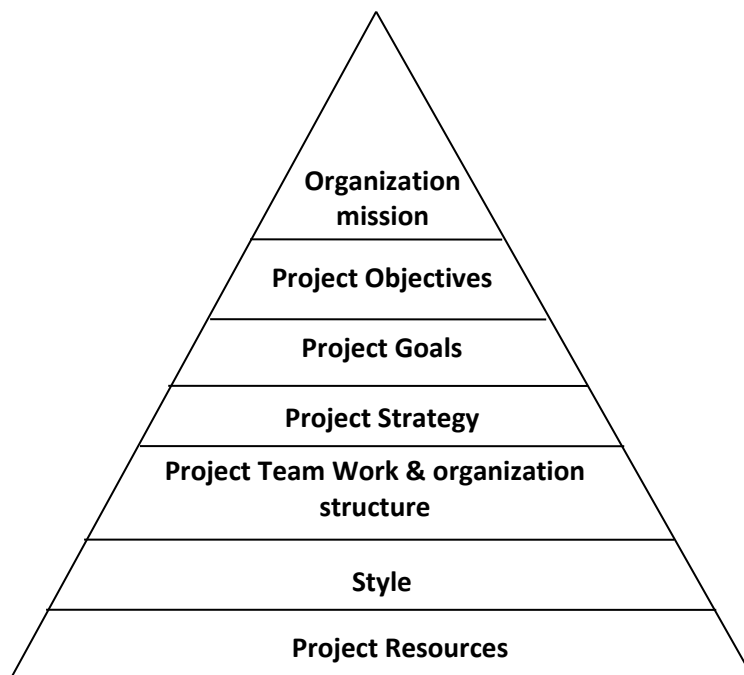 Organization
mission
Project Objectives
Project Goals
Project Strategy
Project Team Work & organization
structure
Style
Project Resources